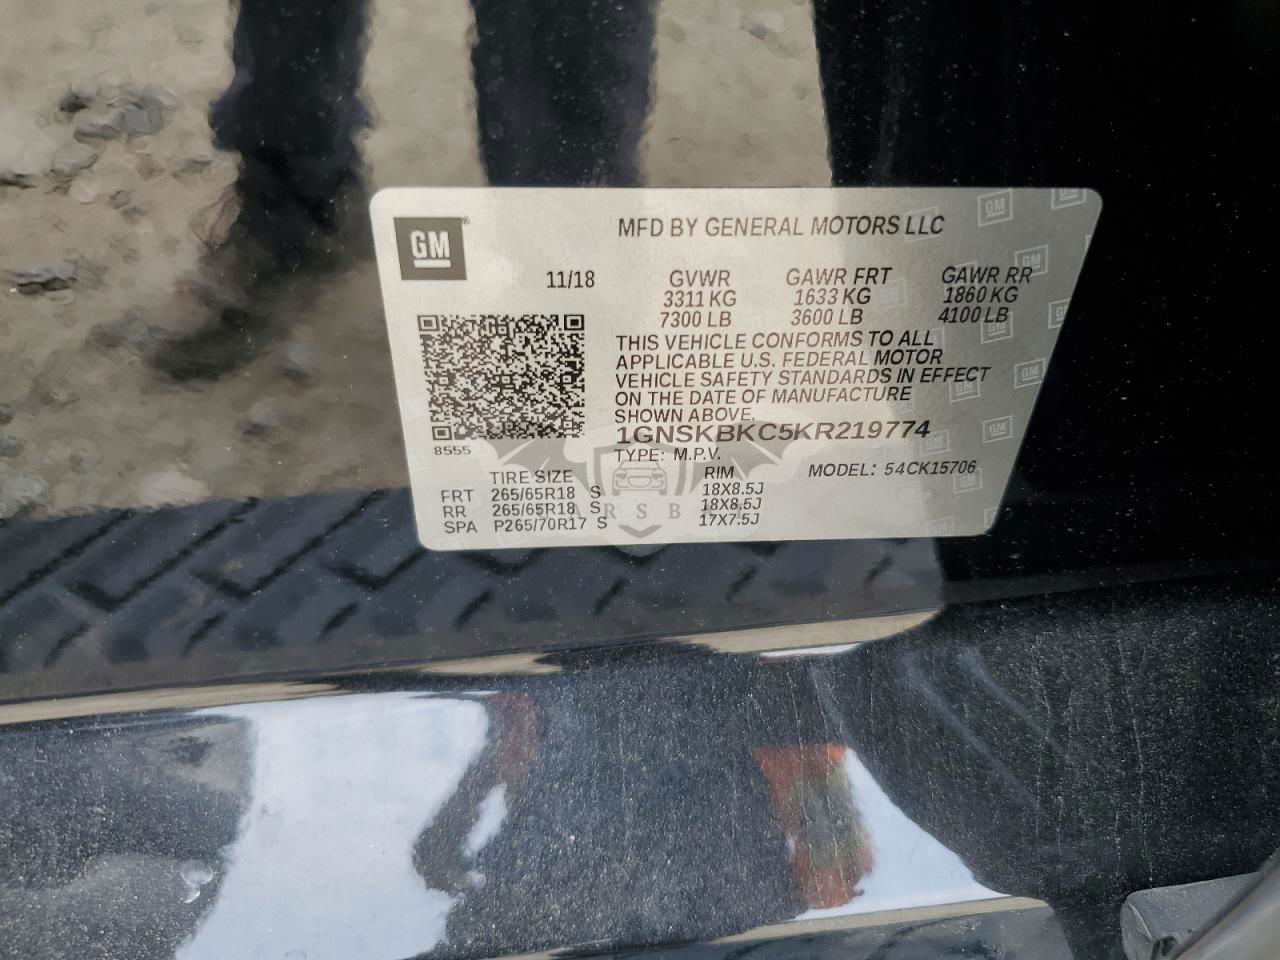 GM
MFD BY GENERAL MOTORS LLC
11/18 GVWR GAWR FRT GAWR RR
3311 KG 1633 KG 1860 KG
7300 LB 3600 LB 4100 LB
THIS VEHICLE CONFORMS TO ALL
APPLICABLE U.S. FEDERAL MOTOR
VEHICLE SAFETY STANDARDS IN EFFECT
ON THE DATE OF MANUFACTURE
SHOWN ABOVE.
1GNSKBKC5KR219774
8555 TYPE: M.P.V.
TIRE SIZE RIM MODEL: 54CK15706
FRT 265/65R18 S 18X8.5J
RR 265/65R18 S 18X8.5J
SPA P265/70R17 S 17X7.5J